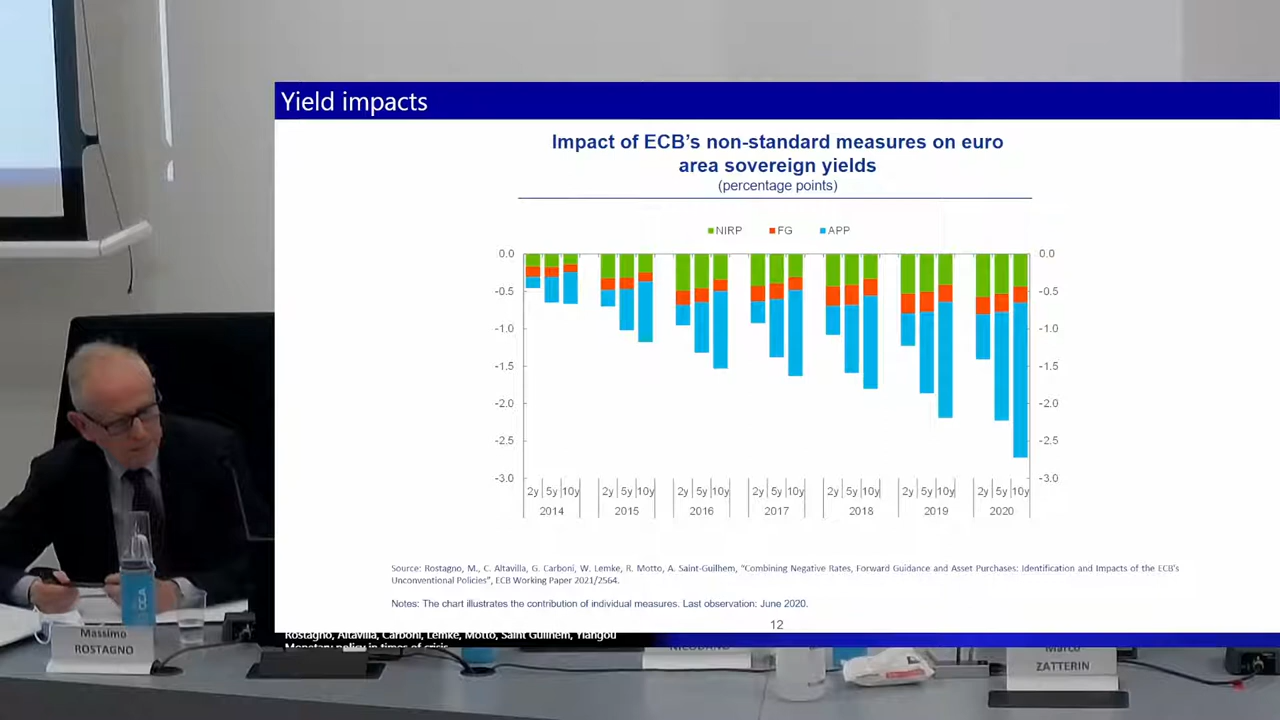 Yield impacts
Impact of ECB's non-standard measures on euro
area sovereign yields
(percentage points)
NIRP FG APP
0.0 0.0
-0.5 -0.5
-1.0 -1.0
-1.5 -1.5
-2.0 -2.0
-2.5 -2.5
-3.0 -3.0
2y 5y 10y 2y 5y 10y 2y 5y 10y 2y 5y 10y 2y 5y 10y 2y 5y 10y 2y 5y 10y
2014 2015 2016 2017 2018 2019 2020
Source: Rostagno, M., C. Altavilla, G. Carboni, W. Lemke, R. Motto, A. Saint-Guilhem, "Combining Negative Rates, Forward Guidance and Asset Purchases: Identification and Impacts of the ECB's
Unconventional Policies", ECB Working Paper 2021/2564.
Notes: The chart illustrates the contribution of individual measures. Last observation: June 2020.
12
Rostagno, Altavilla, Carboni, Lemke, Motto, Saint Guilhem, Yiangou
Monetary policy in times of crisis
Massimo
ROSTAGNO
Marco
ZATTERIN